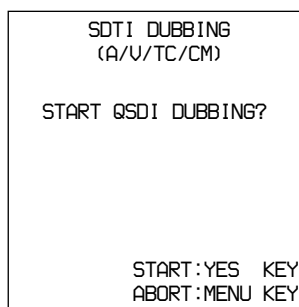 SDTI DUBBING
(A/V/TC/CM)
START QSDI DUBBING?
START:YES KEY
ABORT:MENU KEY